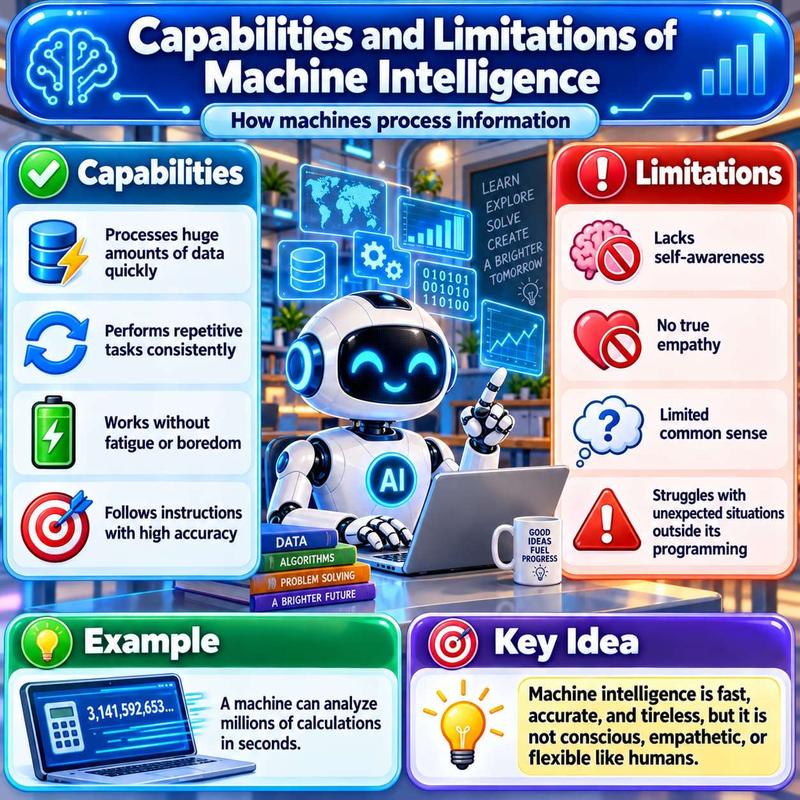 Capabilities and Limitations of
Machine Intelligence
How machines process information
Capabilities
Processes huge
amounts of data
quickly
Performs repetitive
tasks consistently
Works without
fatigue or boredom
Follows instructions
with high accuracy
LEARN
EXPLORE
SOLVE
CREATE
A BRIGHTER
TOMORROW
010101
001010
110100
AI
DATA
ALGORITHMS
PROBLEM SOLVING
A BRIGHTER FUTURE
GOOD
IDEAS
FUEL
PROGRESS
Limitations
Lacks
self-awareness
No true
empathy
?
Limited
common sense
Struggles with
unexpected situations
outside its
programming
Example
3,141,592,653...
A machine can analyze
millions of calculations
in seconds.
Key Idea
Machine intelligence is fast,
accurate, and tireless, but it is
not conscious, empathetic, or
flexible like humans.